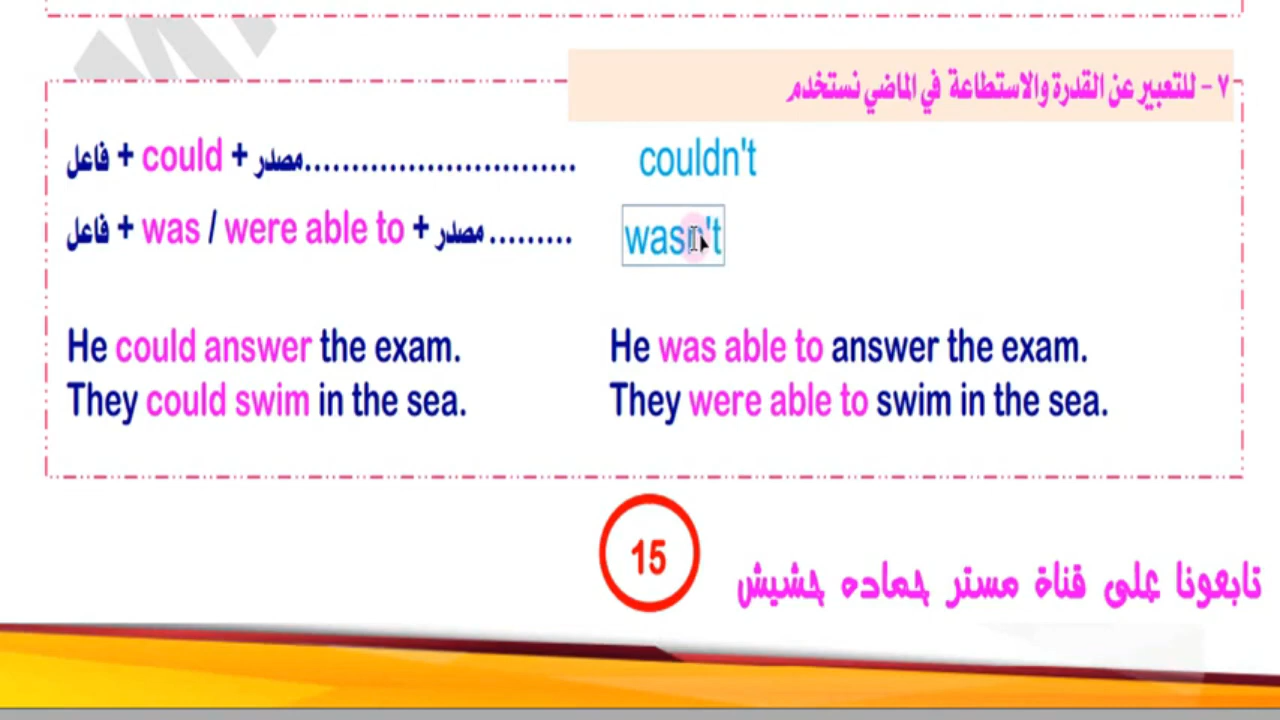 ٧ - للتعبير عن القدرة والاستطاعة في الماضي نستخدم
فاعل + could + مصدر............................. couldn't
فاعل + was / were able to + مصدر ......... wasn't
He could answer the exam. He was able to answer the exam.
They could swim in the sea. They were able to swim in the sea.
15
تابعونا على قناة مستر حماده حشيش